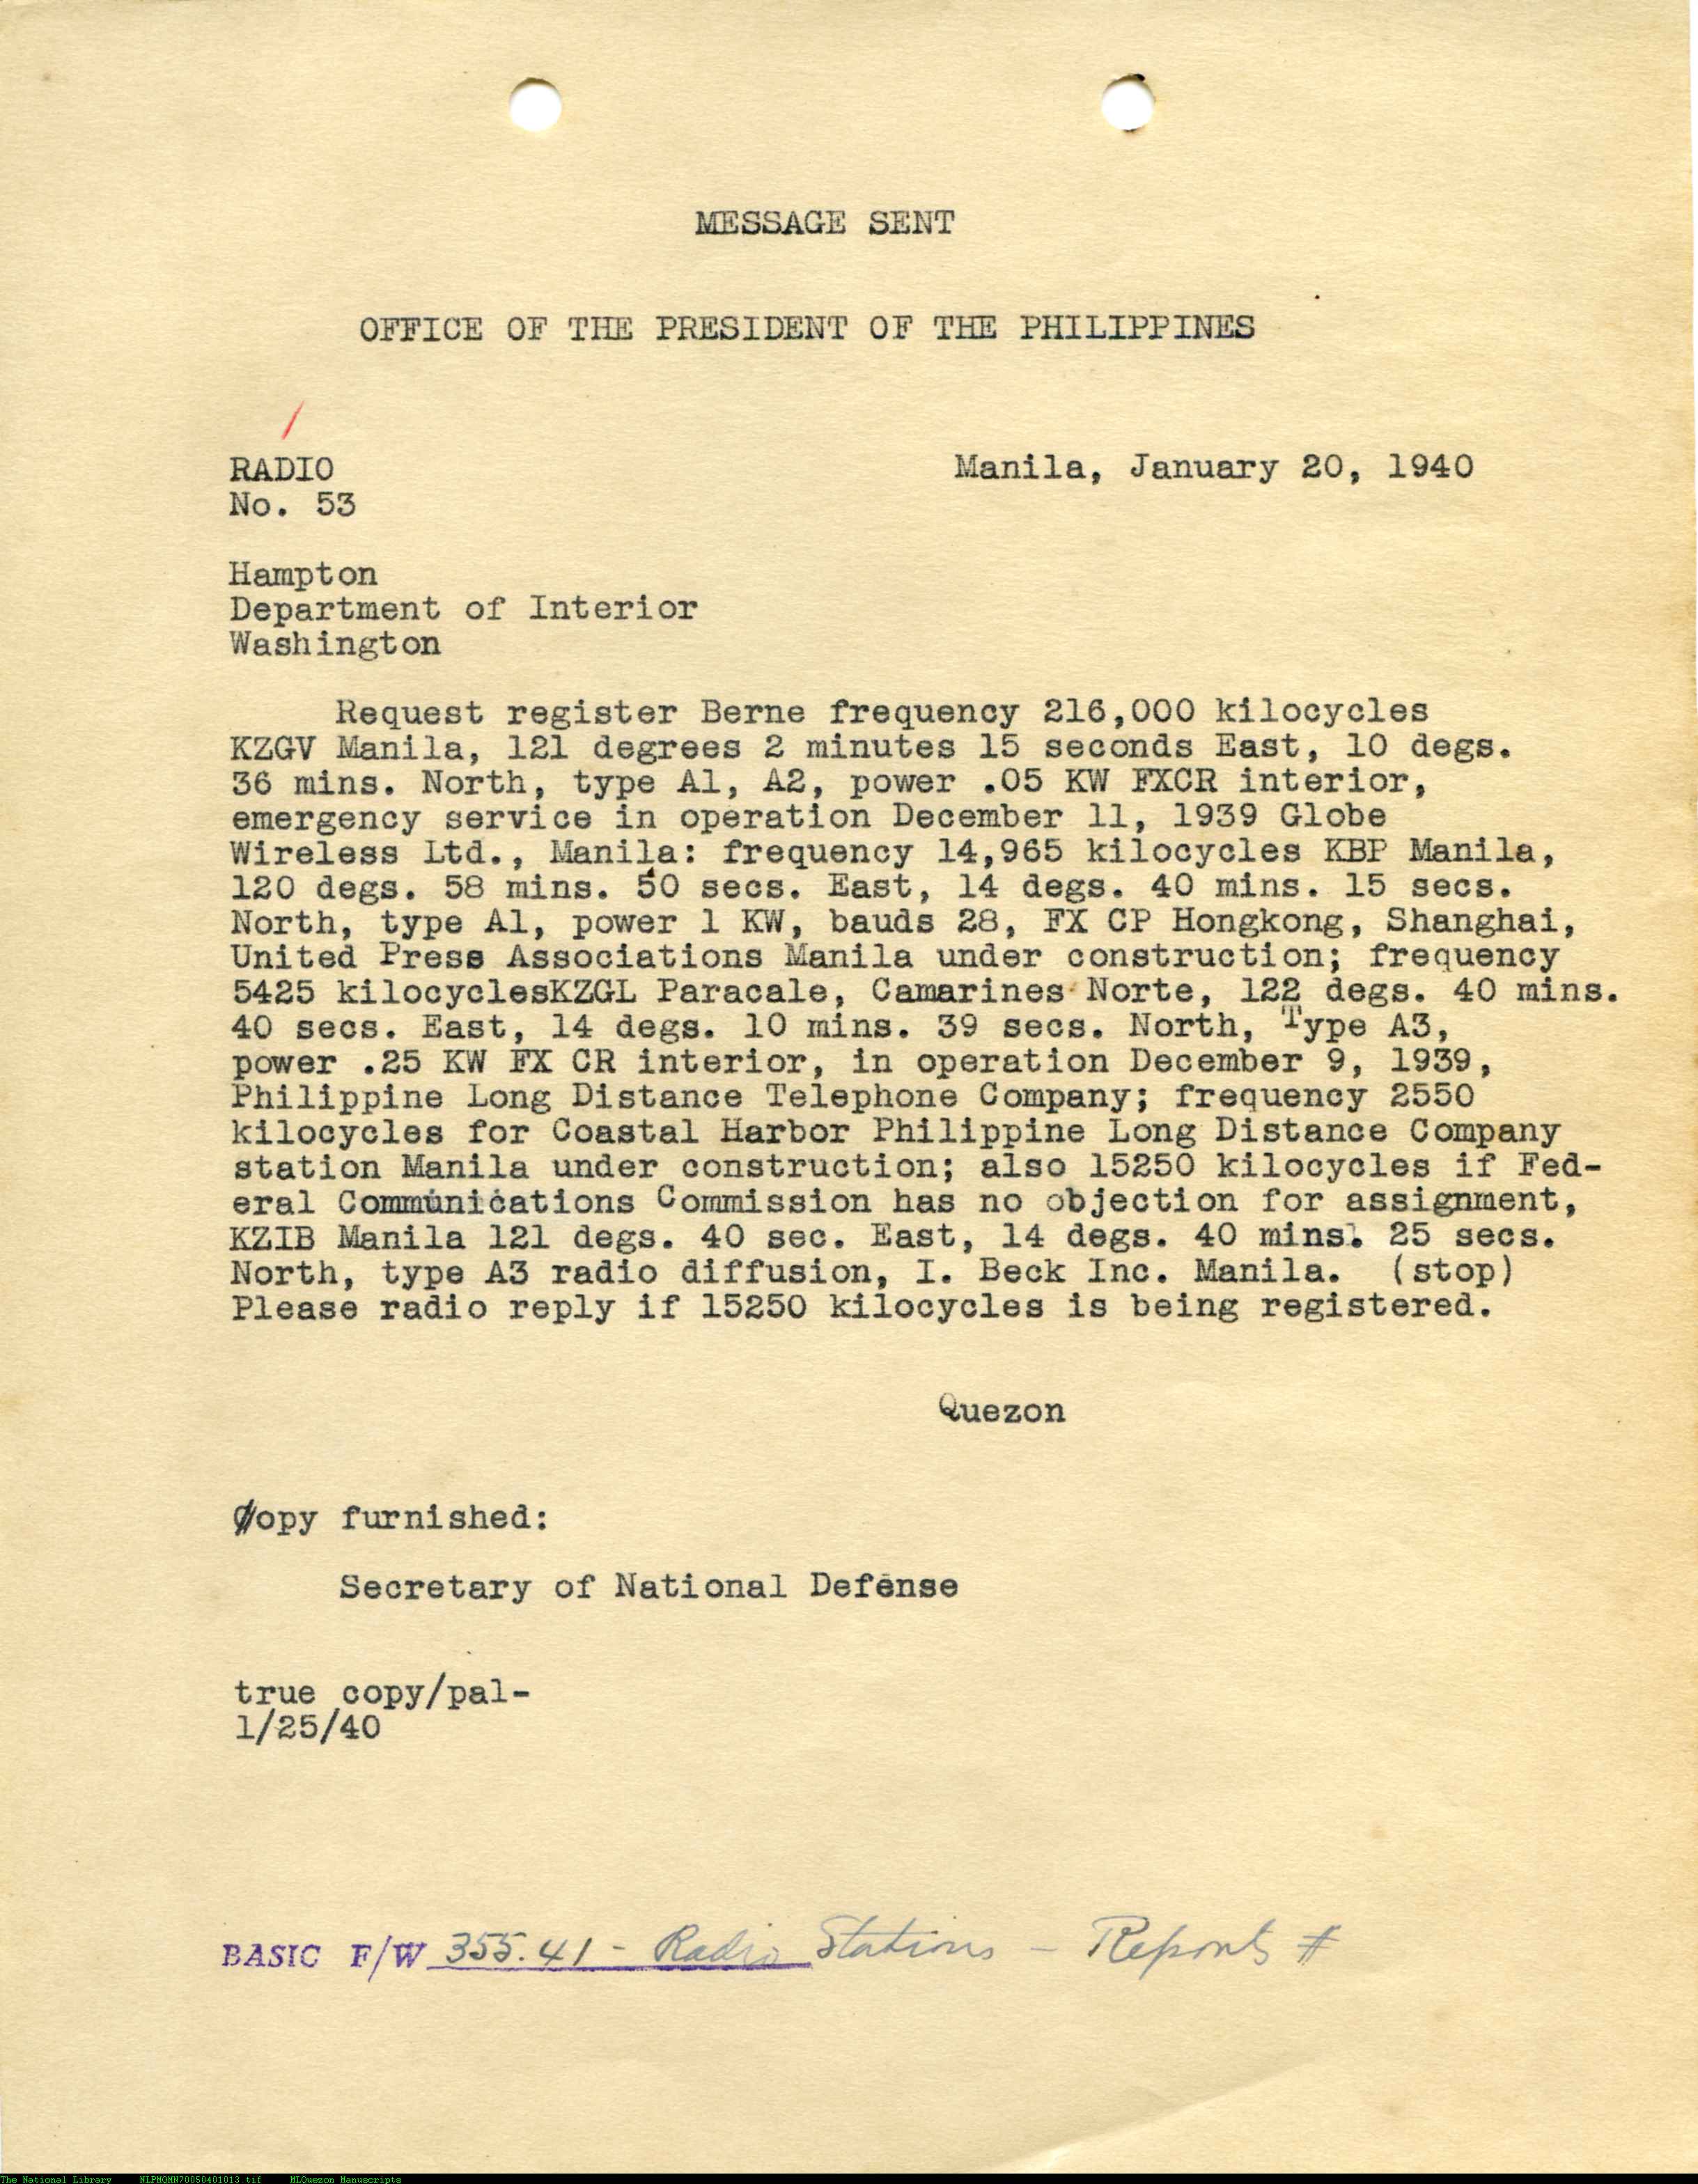 MESSAGE SENT
OFFICE OF THE PRESIDENT OF THE PHILIPPINES
RADIO
No. 53
Manila, January 20, 1940
Hampton
Department of Interior
Washington
Request register Berne frequency 216,000 kilocycles
KZGV Manila, 121 degrees 2 minutes 15 seconds East, 10 degs.
36 mins. North, type A1, A2, power .05 KW FXCR interior,
emergency service in operation December 11, 1939 Globe
Wireless Ltd., Manila: frequency 14,965 kilocycles KBP Manila,
120 degs. 58 mins. 50 secs. East, 14 degs. 40 mins. 15 secs.
North, type A1, power 1 KW, bauds 28, FX CP Hongkong, Shanghai,
United Press Associations Manila under construction; frequency
5425 kilocyclesKZGL Paracale, Camarines Norte, 122 degs. 40 mins.
40 secs. East, 14 degs. 10 mins. 39 secs. North, Type A3,
power .25 KW FX CR interior, in operation December 9, 1939,
Philippine Long Distance Telephone Company; frequency 2550
kilocycles for Coastal Harbor Philippine Long Distance Company
station Manila under construction; also 15250 kilocycles if Fed-
eral Communications Commission has no objection for assignment,
KZIB Manila 121 degs. 40 sec. East, 14 degs. 40 mins. 25 secs.
North, type A3 radio diffusion, I. Beck Inc. Manila. (stop)
Please radio reply if 15250 kilocycles is being registered.
Quezon
Copy furnished:
Secretary of National Defense
true copy/pal-
1/25/40
BASIC F/W 355.41 - Radio Stations - Reports #
The National Library NLPMQMN70050401013.tif MLQuezon Manuscripts